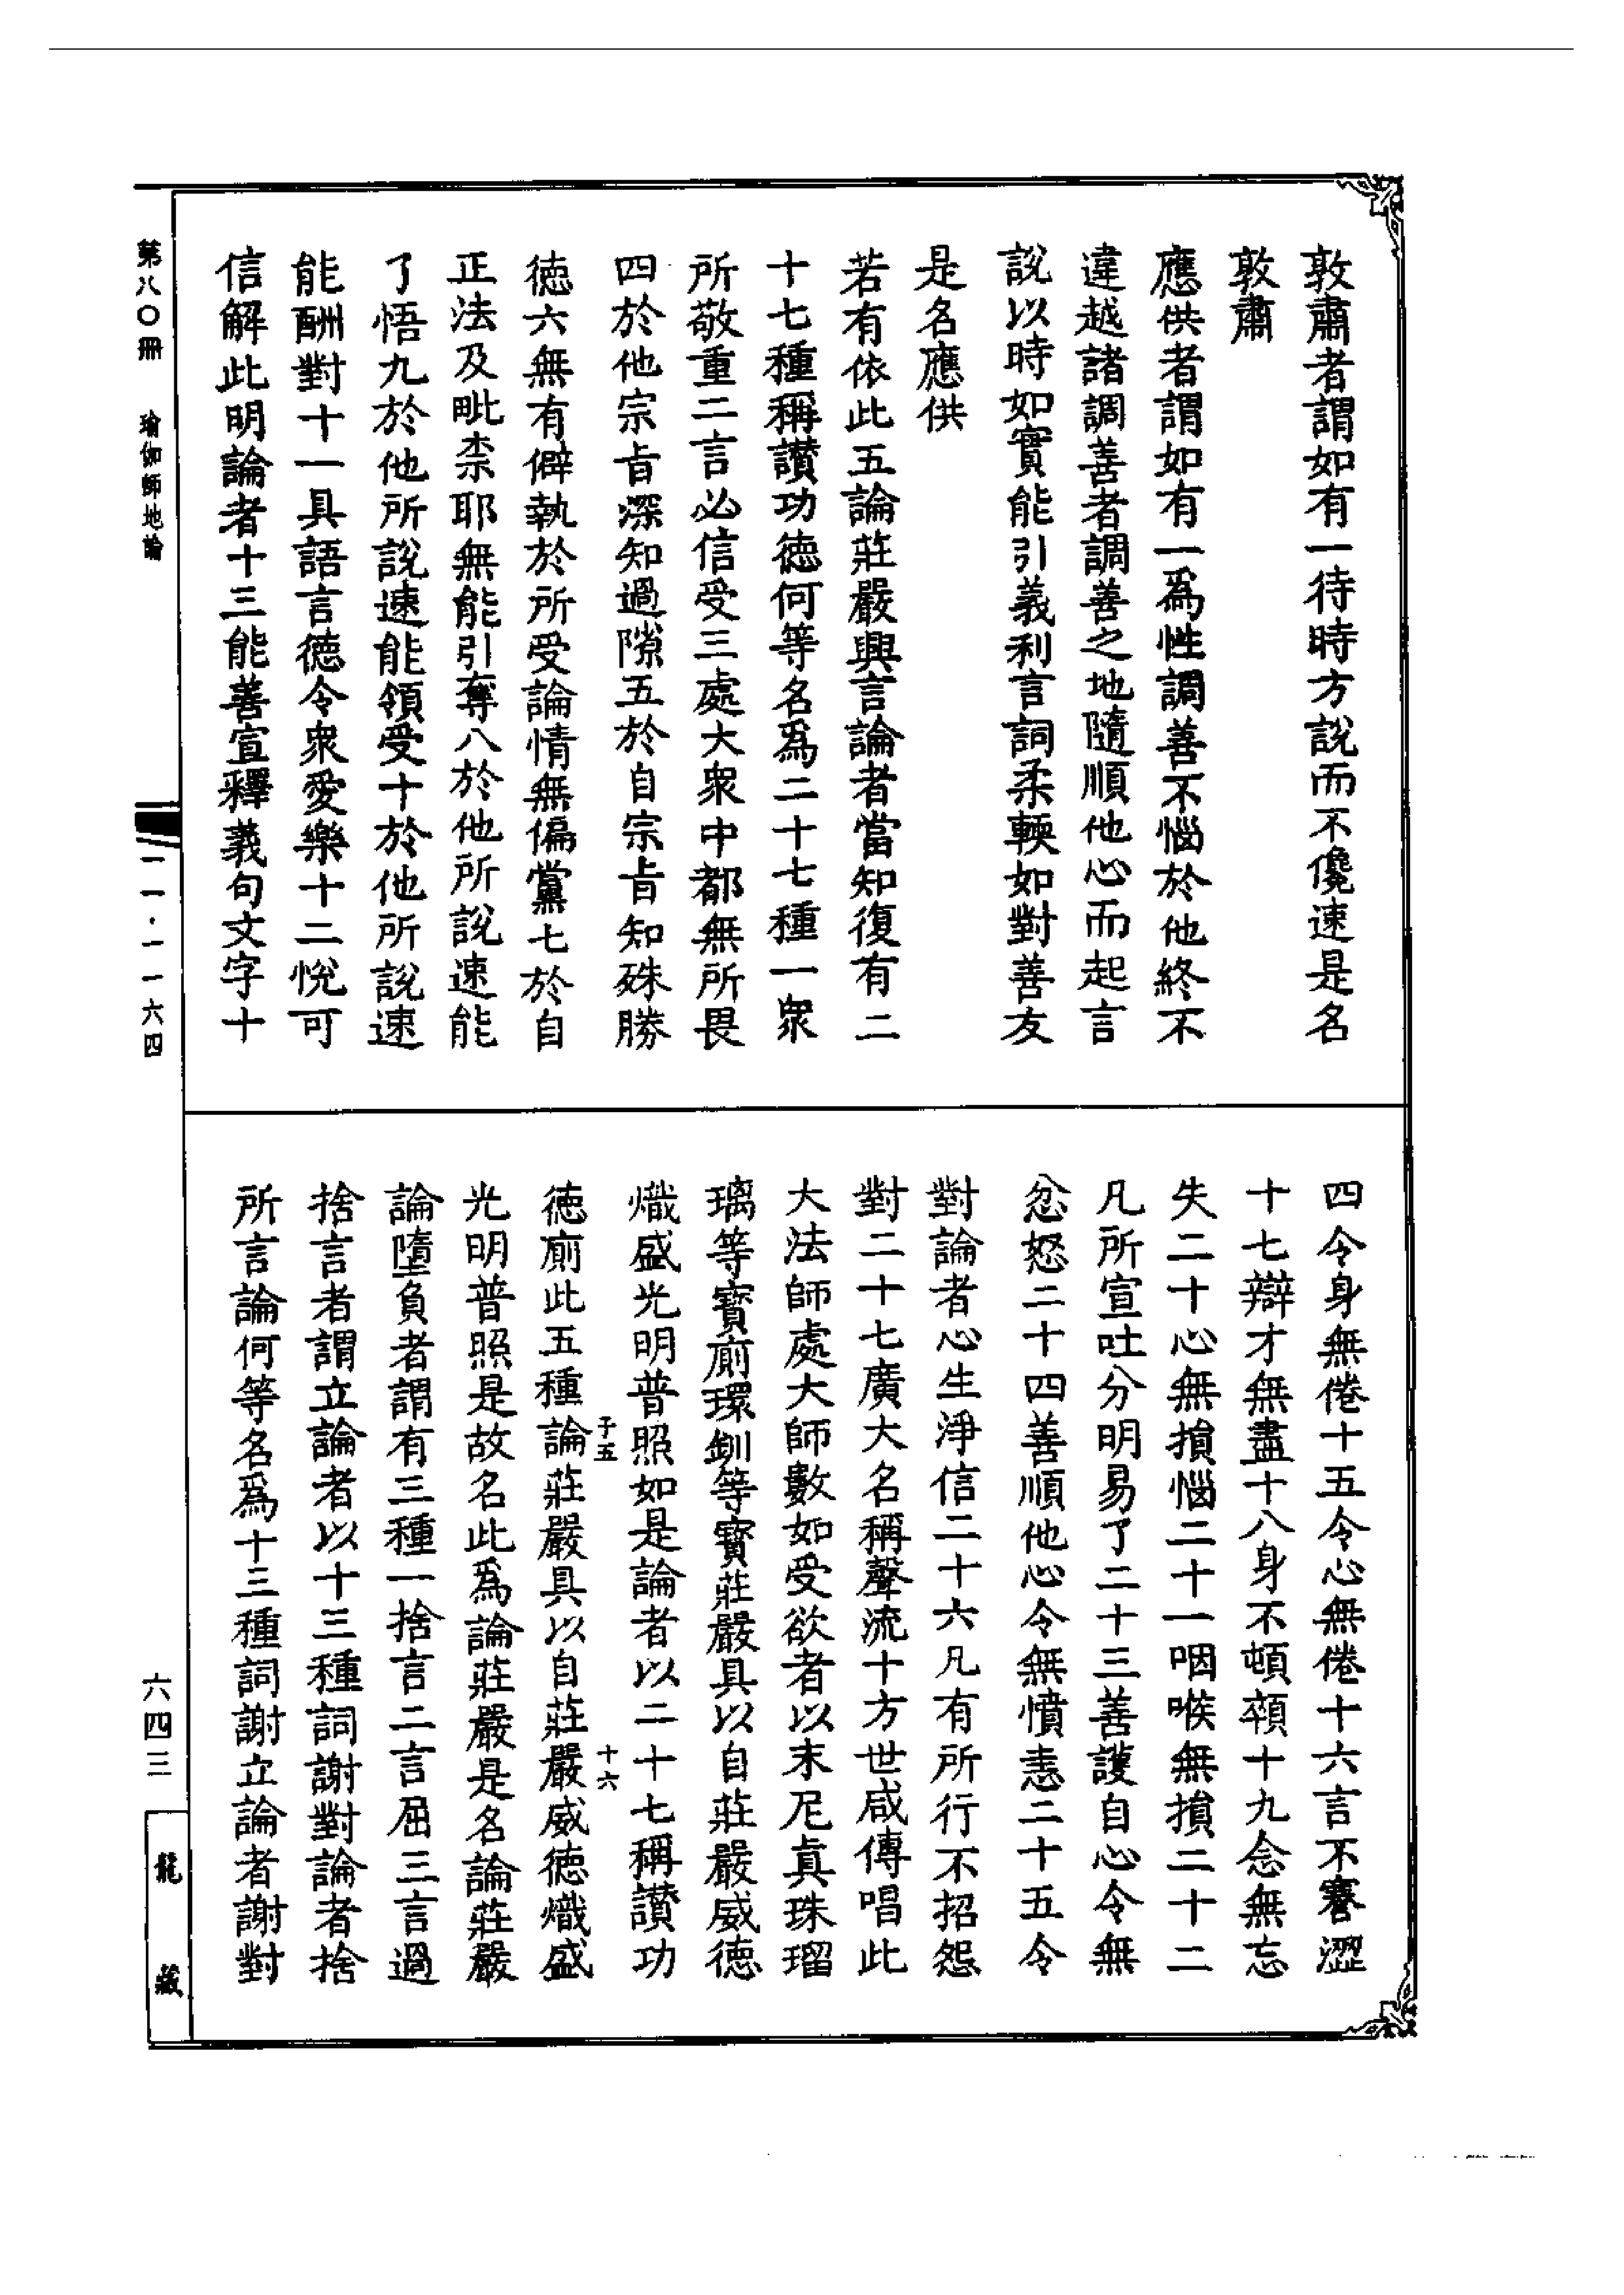 敦肅者謂如有一待時方說而不儳速是名
敦肅
應供者謂如有一爲性調善不惱於他終不
違越諸調善者調善之地隨順他心而起言
說以時如實能引義利言詞柔輭如對善友
是名應供
若有依此五論莊嚴興言論者當知復有二
十七種稱讃功德何等名爲二十七種一衆
所敬重二言必信受三處大衆中都無所畏
四於他宗旨深知過隙五於自宗旨知殊勝
德六無有僻執於所受論情無偏黨七於自
正法及毗柰耶無能引奪八於他所說速能
了悟九於他所說速能領受十於他所說速
能酬對十一具語言德令衆愛樂十二悅可
信解此明論者十三能善宣釋義句文字十
四令身無倦十五令心無倦十六言不謇澀
十七辯才無盡十八身不頓顇十九念無忘
失二十心無損惱二十一咽喉無損二十二
凡所宣吐分明易了二十三善護自心令無
忿怒二十四善順他心令無憤恚二十五令
對論者心生淨信二十六凡有所行不招怨
對二十七廣大名稱聲流十方世咸傳唱此
大法師處大師數如受欲者以末尼眞珠瑠
璃等寶廁環釧等寶莊嚴具以自莊嚴威德
熾盛光明普照如是論者以二十七稱讃功
德廁此五種論莊嚴具以自莊嚴威德熾盛
光明普照是故名此爲論莊嚴是名論莊嚴
論墮負者謂有三種一捨言二言屈三言過
捨言者謂立論者以十三種詞謝對論者捨
所言論何等名爲十三種詞謝立論者謝對
于五
十六
第八〇冊 瑜伽師地論
一一·一一六四
六四三
龍藏